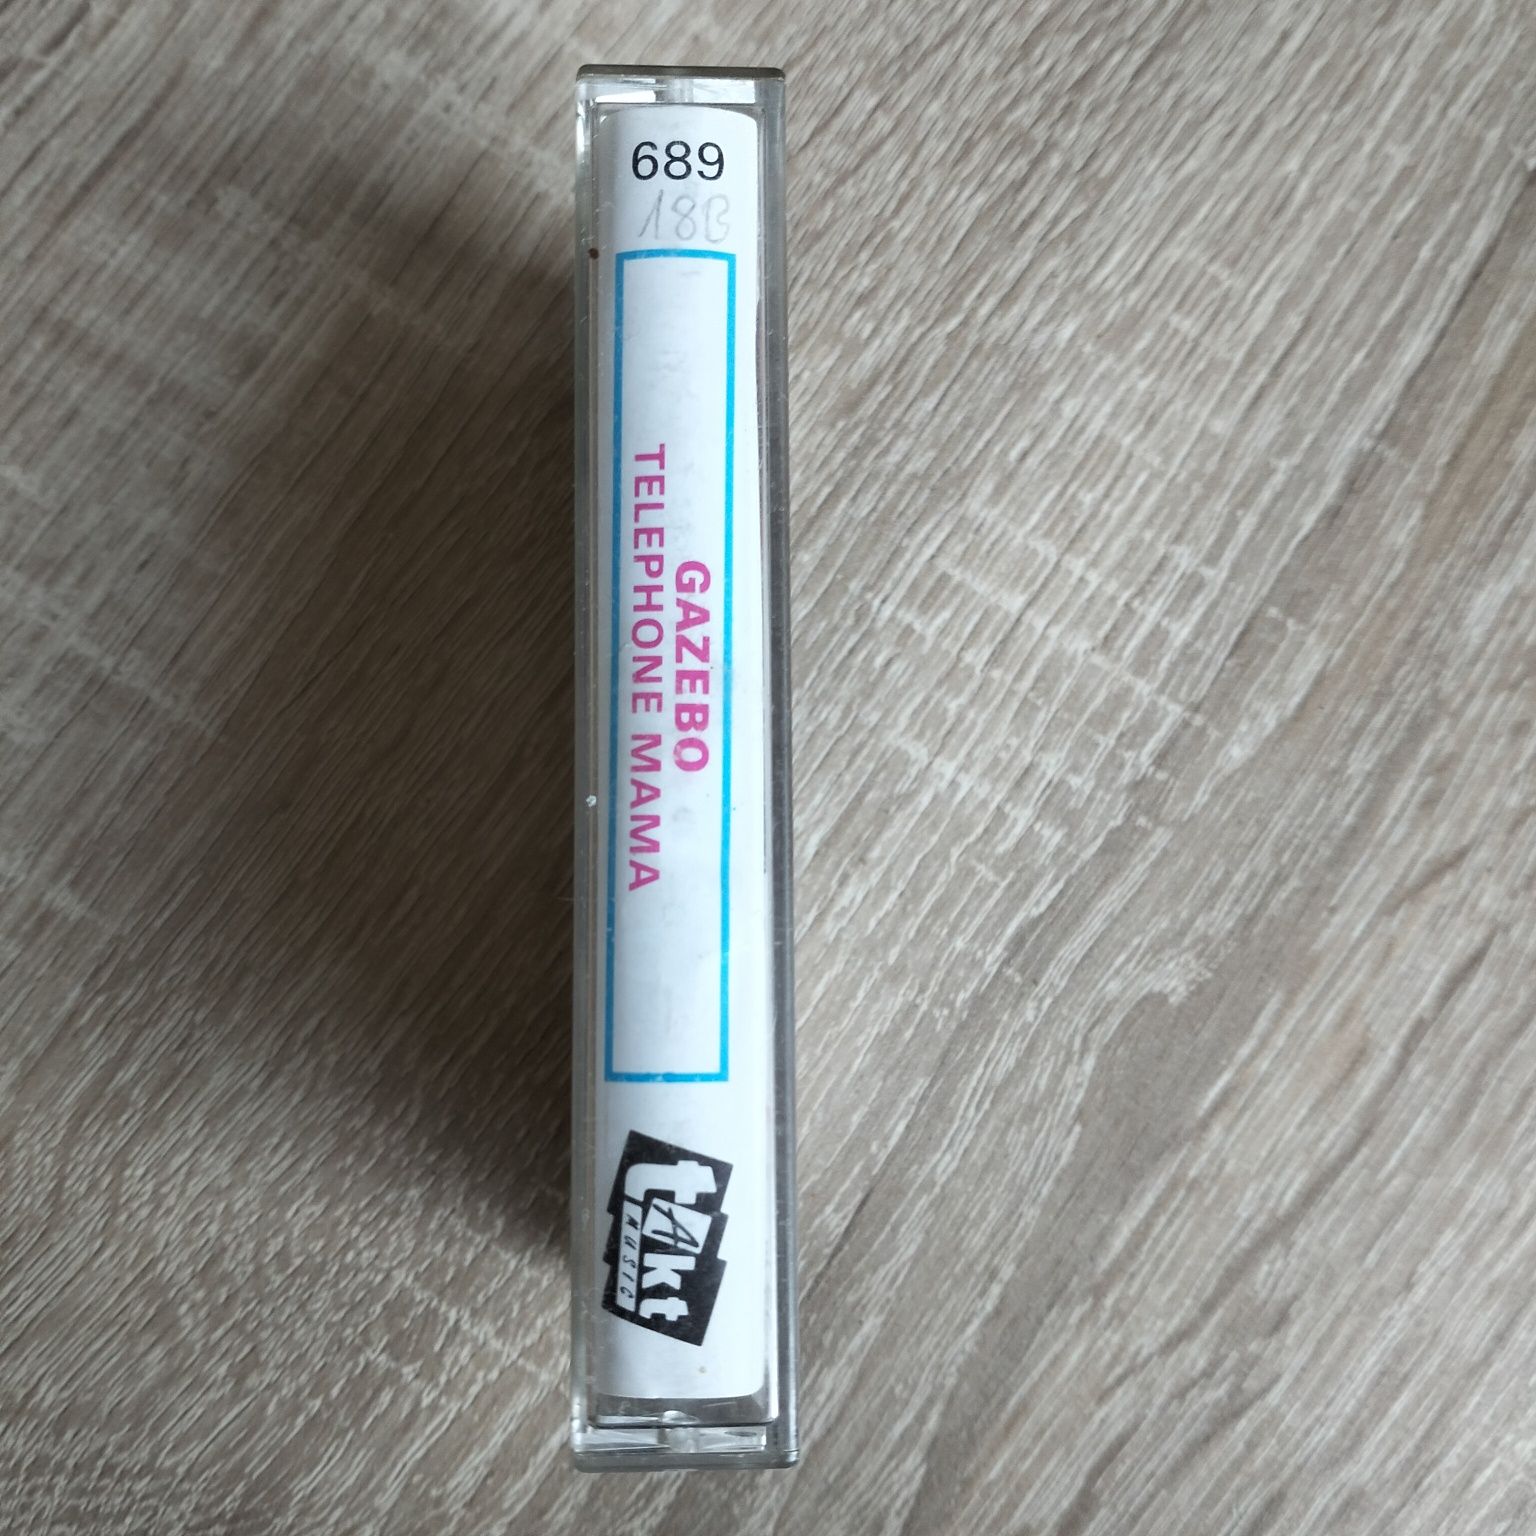 689
18B
GAZEBO
TELEPHONE MAMA
tAkt
MUSIC